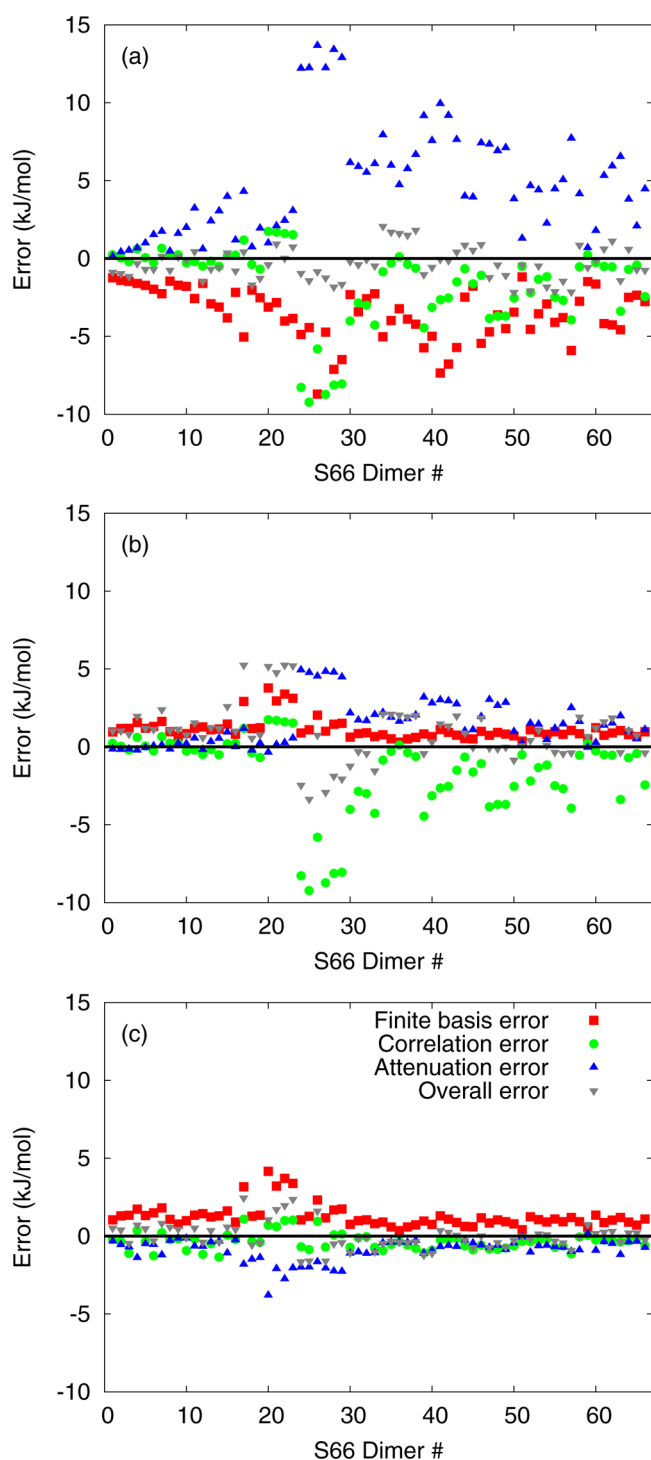 15
(a)
10
5
0
-5
-10
Error (kJ/mol)
0 10 20 30 40 50 60
S66 Dimer #
15
(b)
10
5
0
-5
-10
Error (kJ/mol)
0 10 20 30 40 50 60
S66 Dimer #
15
(c)
Finite basis error
Correlation error
Attenuation error
Overall error
10
5
0
-5
-10
Error (kJ/mol)
0 10 20 30 40 50 60
S66 Dimer #